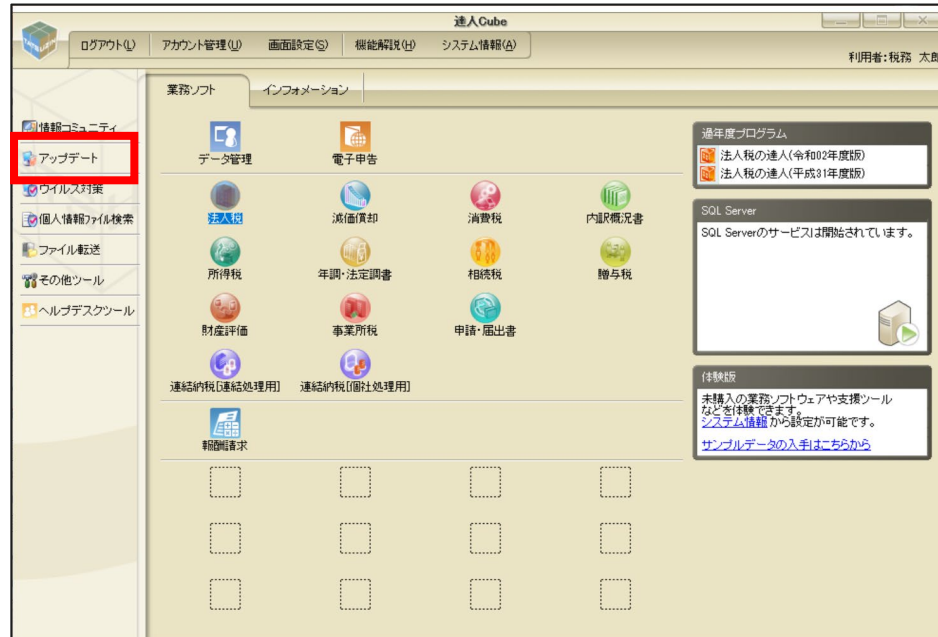 達人Cube
ログアウト(L)
アカウント管理(U)
画面設定(S)
機能解説(H)
システム情報(A)
利用者:税務 太郎
業務ソフト
インフォメーション
情報コミュニティ
アップデート
ウイルス対策
個人情報ファイル検索
ファイル転送
その他ツール
ヘルプデスクツール
データ管理
電子申告
法人税
減価償却
消費税
内訳概況書
所得税
年調・法定調書
相続税
贈与税
財産評価
事業所税
申請・届出書
連結納税[連結処理用]
連結納税[個社処理用]
報酬請求
過年度プログラム
法人税の達人(令和02年度版)
法人税の達人(平成31年度版)
SQL Server
SQL Serverのサービスは開始されています。
体験版
未購入の業務ソフトウェアや支援ツール
などを体験できます。
システム情報 から設定が可能です。
サンプルデータの入手はこちらから